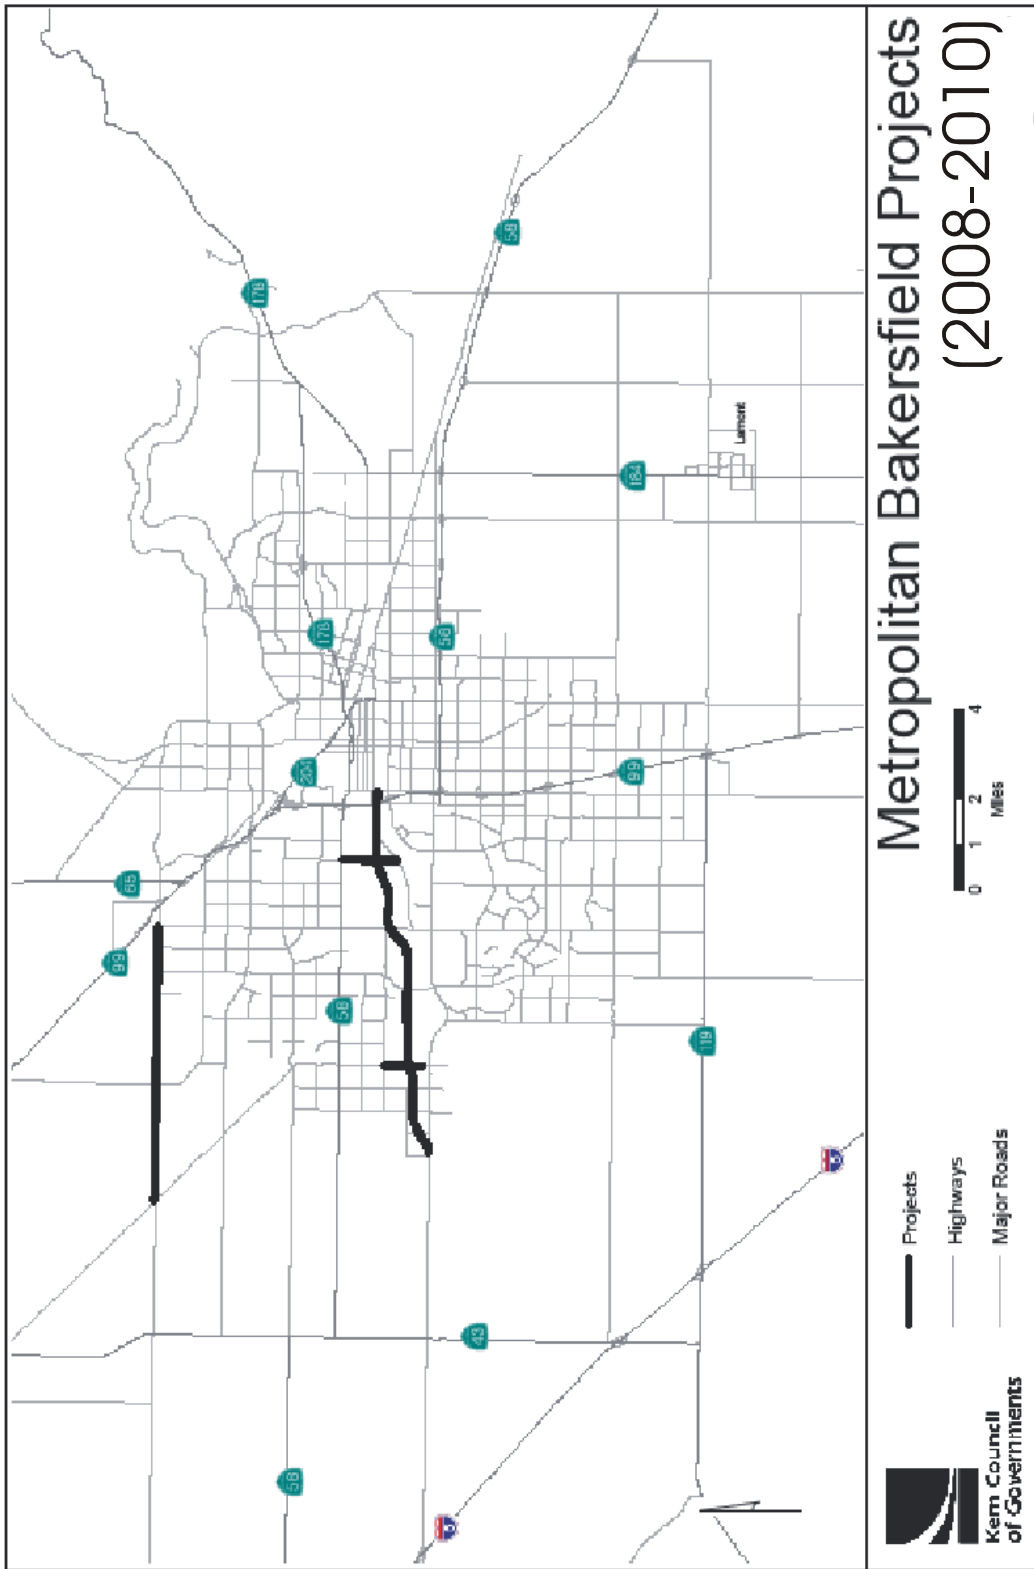 178
58
65
99
204
178
58
184
Lamont
99
58
119
43
58
Metropolitan Bakersfield Projects
(2008-2010)
0 1 2 4
Miles
Projects
Highways
Major Roads
Kern Council
of Governments